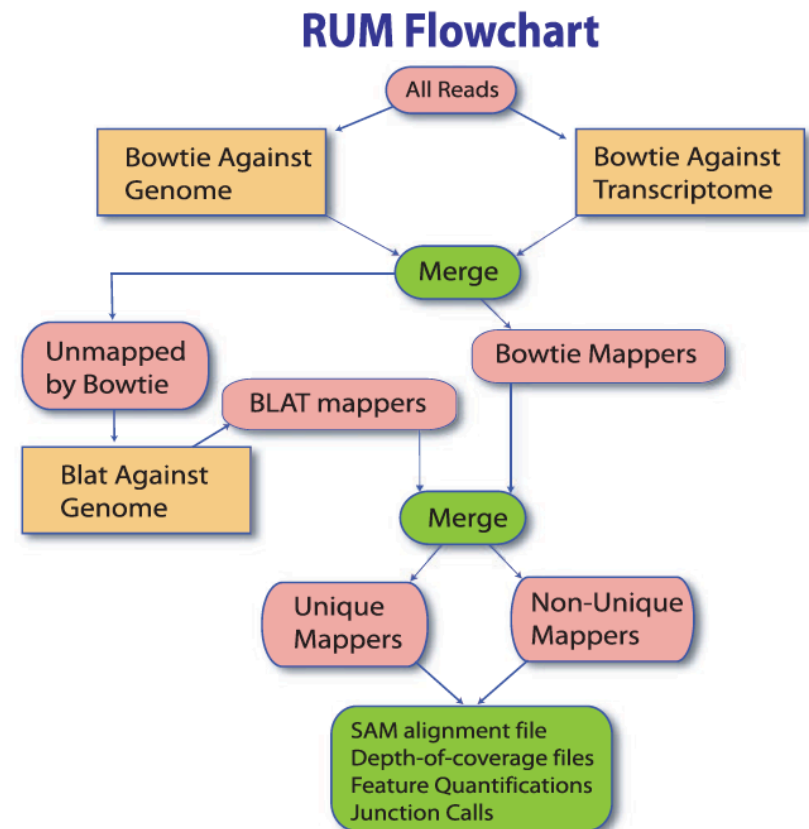 RUM Flowchart
All Reads
Bowtie Against
Genome
Bowtie Against
Transcriptome
Merge
Unmapped
by Bowtie
Bowtie Mappers
BLAT mappers
Blat Against
Genome
Merge
Unique
Mappers
Non-Unique
Mappers
SAM alignment file
Depth-of-coverage files
Feature Quantifications
Junction Calls